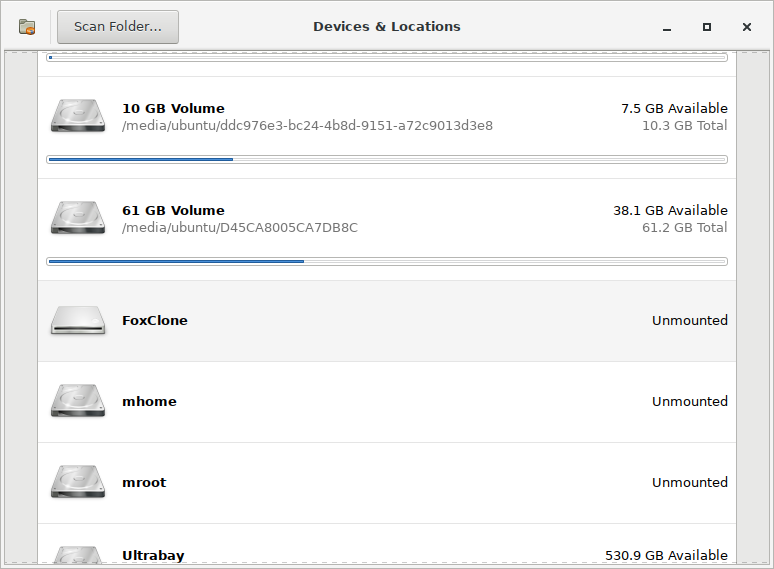 Scan Folder...
Devices & Locations
10 GB Volume
7.5 GB Available
/media/ubuntu/ddc976e3-bc24-4b8d-9151-a72c9013d3e8
10.3 GB Total
61 GB Volume
38.1 GB Available
/media/ubuntu/D45CA8005CA7DB8C
61.2 GB Total
FoxClone
Unmounted
mhome
Unmounted
mroot
Unmounted
Ultrabay
530.9 GB Available